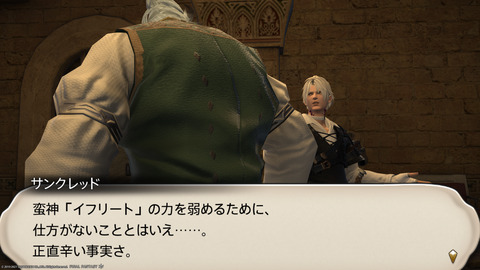 サンクレッド
蛮神「イフリート」の力を弱めるために、
仕方がないこととはいえ……。
正直辛い事実さ。